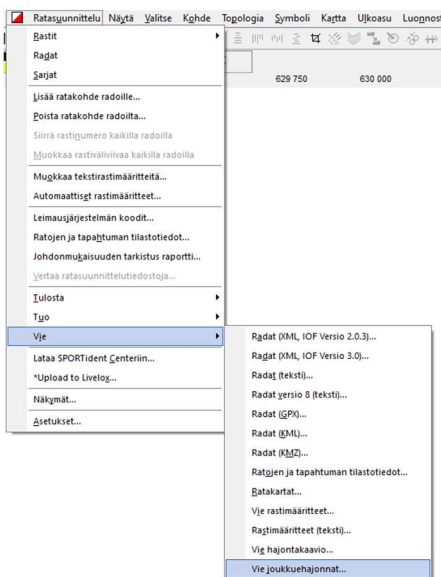 Ratasuunnittelu Näytä Valitse Kohde Topologia Symboli Kartta Ulkoasu Luonnost
629 750 630 000
Rastit
Radat
Sarjat
Lisää ratakohde radoille...
Poista ratakohde radoilta...
Siirrä rastinumero kaikilla radoilla
Muokkaa rastiväliviivaa kaikilla radoilla
Muokkaa tekstirastimääritteitä...
Automaattiset rastimääritteet...
Leimausjärjestelmän koodit...
Ratojen ja tapahtuman tilastotiedot...
Johdonmukaisuuden tarkistus raportti...
Vertaa ratasuunnittelutiedostoja...
Tulosta
Tuo
Vie
Lataa SPORTident Centeriin...
*Upload to Livelox...
Näkymät...
Asetukset...
Radat (XML, IOF Versio 2.0.3)...
Radat (XML, IOF Versio 3.0)...
Radat (teksti)...
Radat versio 8 (teksti)...
Radat (GPX)...
Radat (KML)...
Radat (KMZ)...
Ratojen ja tapahtuman tilastotiedot...
Ratakartat...
Vie rastimääritteet...
Rastimääritteet (teksti)...
Vie hajontakaavio...
Vie joukkuehajonnat...